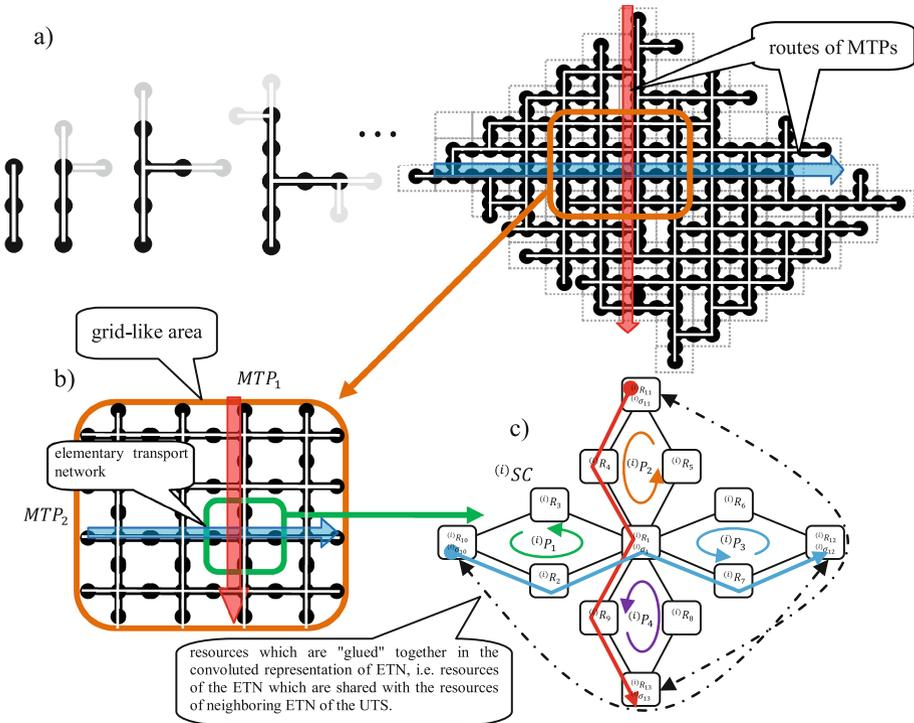 a)
routes of MTPs
...
grid-like area
b)
MTP₁
elementary transport
network
MTP₂
c)
⁽ⁱ⁾SC
⁽ⁱ⁾R₁₁
⁽ⁱ⁾σ₁₁
⁽ⁱ⁾R₄
⁽ⁱ⁾P₂
⁽ⁱ⁾R₅
⁽ⁱ⁾R₃
⁽ⁱ⁾R₆
⁽ⁱ⁾R₁₀
⁽ⁱ⁾σ₁₀
⁽ⁱ⁾P₁
⁽ⁱ⁾R₁
⁽ⁱ⁾σ₁
⁽ⁱ⁾P₃
⁽ⁱ⁾R₁₂
⁽ⁱ⁾σ₁₂
⁽ⁱ⁾R₂
⁽ⁱ⁾R₇
⁽ⁱ⁾R₉
⁽ⁱ⁾P₄
⁽ⁱ⁾R₈
⁽ⁱ⁾R₁₃
⁽ⁱ⁾σ₁₃
resources which are "glued" together in the
convoluted representation of ETN, i.e. resources
of the ETN which are shared with the resources
of neighboring ETN of the UTS.